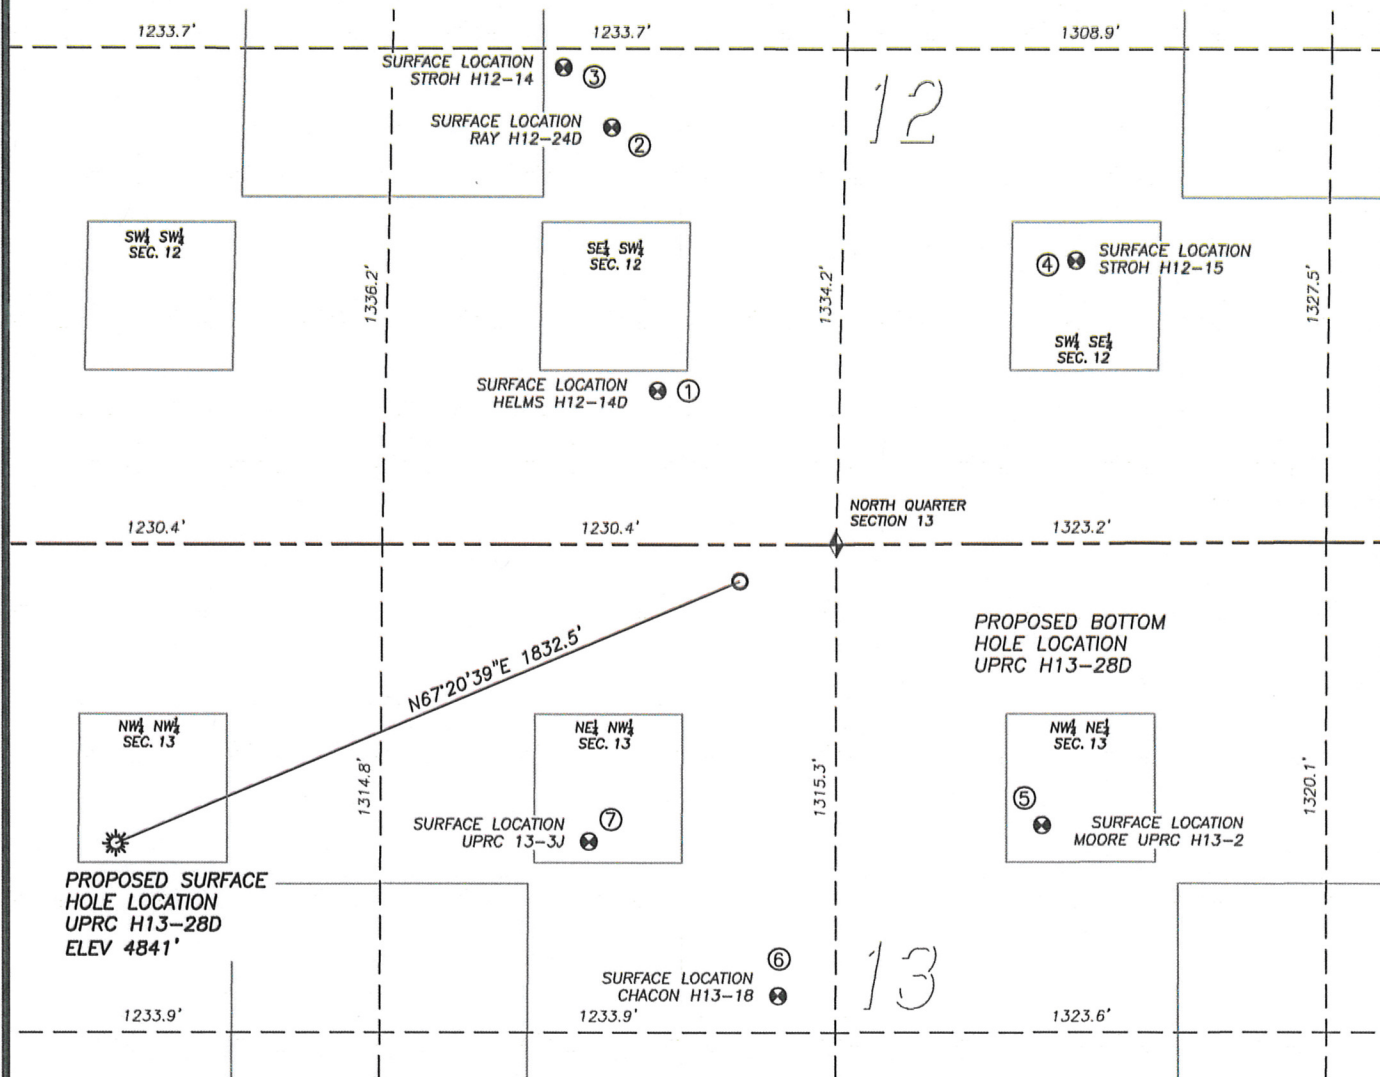 1233.7'
1233.7'
1308.9'
SURFACE LOCATION
STROH H12-14
③
12
SURFACE LOCATION
RAY H12-24D
②
SW¼ SW¼
SEC. 12
SE¼ SW¼
SEC. 12
④
SURFACE LOCATION
STROH H12-15
1336.2'
1334.2'
1327.5'
SW¼ SE¼
SEC. 12
SURFACE LOCATION
HELMS H12-14D
①
NORTH QUARTER
SECTION 13
1230.4'
1230.4'
1323.2'
PROPOSED BOTTOM
HOLE LOCATION
UPRC H13-28D
N67°20'39"E 1832.5'
NW¼ NW¼
SEC. 13
NE¼ NW¼
SEC. 13
NW¼ NE¼
SEC. 13
1314.8'
1315.3'
1320.1'
⑤
⑦
SURFACE LOCATION
UPRC 13-3J
SURFACE LOCATION
MOORE UPRC H13-2
PROPOSED SURFACE
HOLE LOCATION
UPRC H13-28D
ELEV 4841'
⑥
SURFACE LOCATION
CHACON H13-18
13
1233.9'
1233.9'
1323.6'